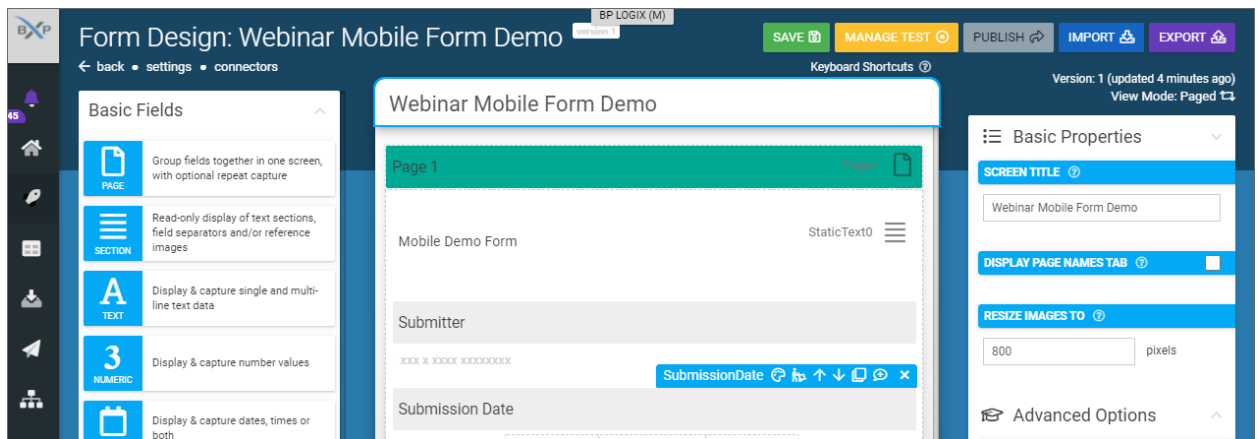 BXP
BP LOGIX (M)
Form Design: Webinar Mobile Form Demo
version 1
SAVE
MANAGE TEST
PUBLISH
IMPORT
EXPORT
← back • settings • connectors
Keyboard Shortcuts
Version: 1 (updated 4 minutes ago)
View Mode: Paged
45
Basic Fields
PAGE
Group fields together in one screen,
with optional repeat capture
SECTION
Read-only display of text sections,
field separators and/or reference
images
A
TEXT
Display & capture single and multi-
line text data
3
NUMERIC
Display & capture number values
Display & capture dates, times or
both
Webinar Mobile Form Demo
Page 1
Page1
Mobile Demo Form
StaticText0
Submitter
xxx x xxxx xxxxxxxx
SubmissionDate
Submission Date
Basic Properties
SCREEN TITLE
Webinar Mobile Form Demo
DISPLAY PAGE NAMES TAB
RESIZE IMAGES TO
800
pixels
Advanced Options